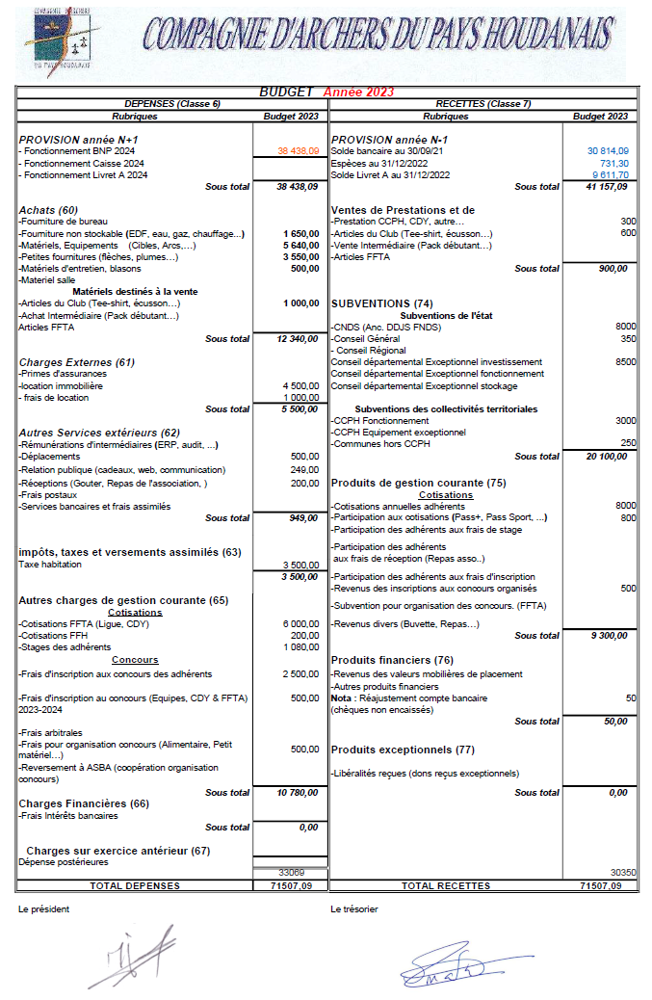 COMPAGNIE D'ARCHERS
DU PAYS HOUDANAIS
COMPAGNIE D'ARCHERS DU PAYS HOUDANAIS
BUDGET Année 2023
DEPENSES (Classe 6) RECETTES (Classe 7)
Rubriques Budget 2023 Rubriques Budget 2023
PROVISION année N+1 PROVISION année N-1
- Fonctionnement BNP 2024 38 438,09 Solde bancaire au 30/09/21 30 814,09
- Fonctionnement Caisse 2024 Espèces au 31/12/2022 731,30
- Fonctionnement Livret A 2024 Solde Livret A au 31/12/2022 9 611,70
Sous total 38 438,09 Sous total 41 157,09
Achats (60) Ventes de Prestations et de
-Fourniture de bureau -Prestation CCPH, CDY, autre… 300
-Fourniture non stockable (EDF, eau, gaz, chauffage...) 1 650,00 -Articles du Club (Tee-shirt, écusson…) 600
-Matériels, Equipements (Cibles, Arcs,…) 5 640,00 -Vente Intermédiaire (Pack débutant…)
-Petites fournitures (flèches, plumes…) 3 550,00 -Articles FFTA
-Matériels d'entretien, blasons 500,00 Sous total 900,00
-Materiel salle
Matériels destinés à la vente
-Articles du Club (Tee-shirt, écusson…) 1 000,00 SUBVENTIONS (74)
-Achat Intermédiaire (Pack débutant…) Subventions de l'état
Articles FFTA -CNDS (Anc. DDJS FNDS) 8000
Sous total 12 340,00 -Conseil Général 350
- Conseil Régional
Charges Externes (61) Conseil départemental Exceptionnel investissement 8500
-Primes d'assurances Conseil départemental Exceptionnel fonctionnement
-location immobilière 4 500,00 Conseil départemental Exceptionnel stockage
- frais de location 1 000,00
Sous total 5 500,00 Subventions des collectivités territoriales
-CCPH Fonctionnement 3000
Autres Services extérieurs (62) -CCPH Equipement exceptionnel
-Rémunérations d'intermédiaires (ERP, audit, ...) -Communes hors CCPH 250
-Déplacements 500,00 Sous total 20 100,00
-Relation publique (cadeaux, web, communication) 249,00
-Réceptions (Gouter, Repas de l'association, ) 200,00 Produits de gestion courante (75)
-Frais postaux Cotisations
-Services bancaires et frais assimilés -Cotisations annuelles adhérents 8000
Sous total 949,00 -Participation aux cotisations (Pass+, Pass Sport, ...) 800
-Participation des adhérents aux frais de stage
-Participation des adhérents
impôts, taxes et versements assimilés (63) aux frais de réception (Repas asso..)
Taxe habitation 3 500,00
3 500,00 -Participation des adhérents aux frais d'inscription
-Revenus des inscriptions aux concours organisés 500
Autres charges de gestion courante (65) -Subvention pour organisation des concours. (FFTA)
Cotisations
-Cotisations FFTA (Ligue, CDY) 6 000,00 -Revenus divers (Buvette, Repas…)
-Cotisations FFH 200,00 Sous total 9 300,00
-Stages des adhérents 1 080,00
Concours Produits financiers (76)
-Frais d'inscription aux concours des adhérents 2 500,00 -Revenus des valeurs mobilières de placement
-Autres produits financiers
-Frais d'inscription au concours (Equipes, CDY & FFTA) 500,00 Nota : Réajustement compte bancaire 50
2023-2024 (chèques non encaissés)
Sous total 50,00
-Frais arbitrales
-Frais pour organisation concours (Alimentaire, Petit 500,00 Produits exceptionnels (77)
matériel…)
-Reversement à ASBA (coopération organisation -Libéralités reçues (dons reçus exceptionnels)
concours)
Sous total 10 780,00 Sous total 0,00
Charges Financières (66)
-Frais Intérêts bancaires
Sous total 0,00
Charges sur exercice antérieur (67)
Dépense postérieures
33069 30350
TOTAL DEPENSES 71507,09 TOTAL RECETTES 71507,09
Le président Le trésorier